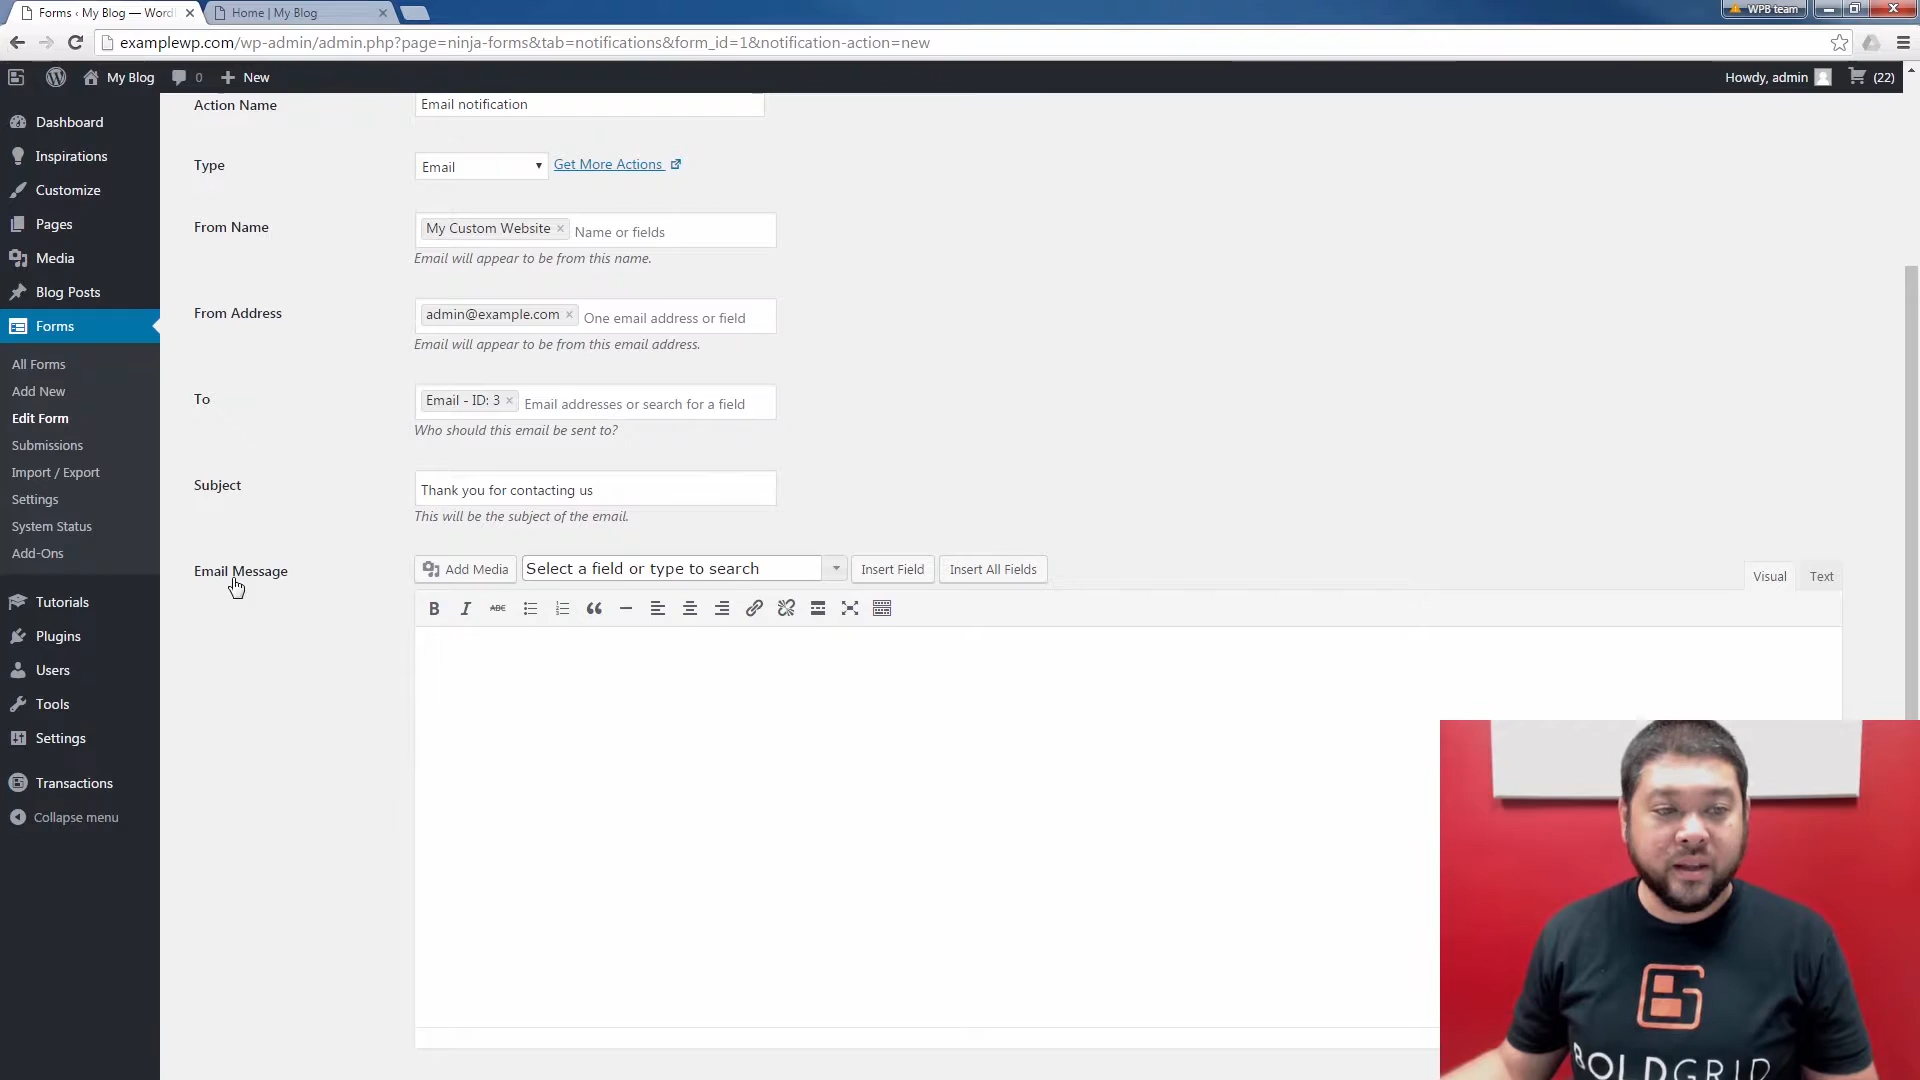 Forms ‹ My Blog — Word
Home | My Blog
WPB team
examplewp.com/wp-admin/admin.php?page=ninja-forms&tab=notifications&form_id=1&notification-action=new
My Blog
0
New
Howdy, admin
(22)
Dashboard
Inspirations
Customize
Pages
Media
Blog Posts
Forms
All Forms
Add New
Edit Form
Submissions
Import / Export
Settings
System Status
Add-Ons
Tutorials
Plugins
Users
Tools
Settings
Transactions
Collapse menu
Action Name
Email notification
Type
Email
Get More Actions
From Name
My Custom Website × Name or fields
Email will appear to be from this name.
From Address
admin@example.com × One email address or field
Email will appear to be from this email address.
To
Email - ID: 3 × Email addresses or search for a field
Who should this email be sent to?
Subject
Thank you for contacting us
This will be the subject of the email.
Email Message
Add Media
Select a field or type to search
Insert Field
Insert All Fields
Visual
Text
B I ABC
BOLDGRID